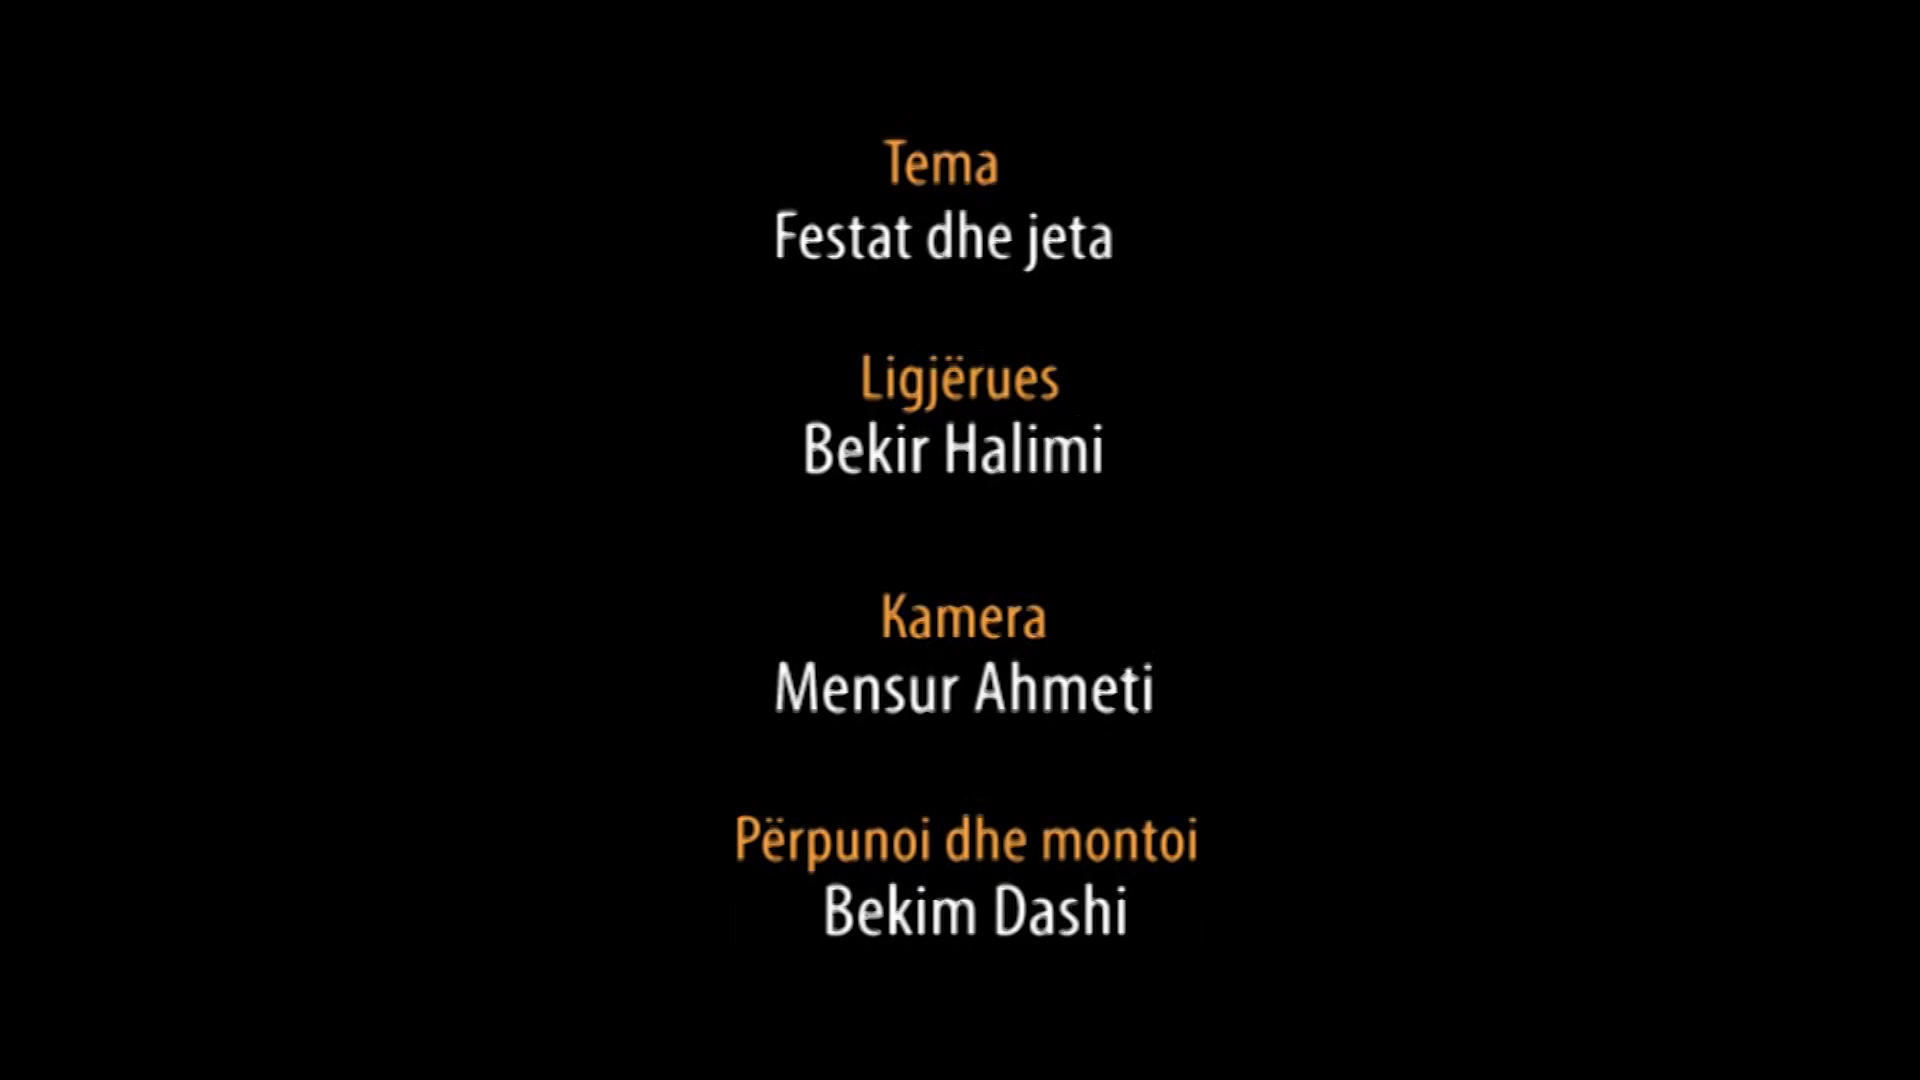 Tema
Festat dhe jeta
Ligjërues
Bekir Halimi
Kamera
Mensur Ahmeti
Përpunoi dhe montoi
Bekim Dashi